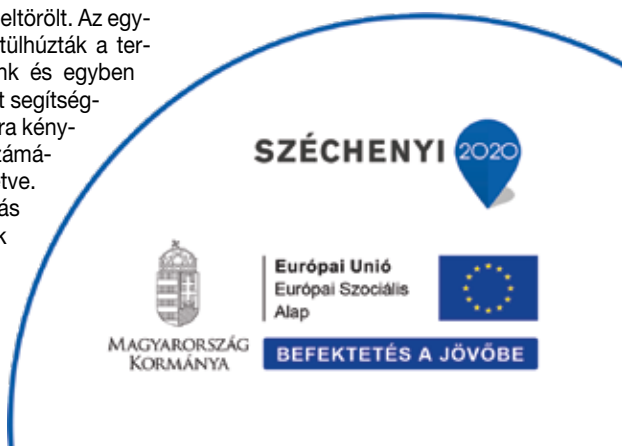 eltörölt. Az egy-
tülhúzták a ter-
nk és egyben
t segítség-
ra kény-
zámá-
tve.
ás
k
SZÉCHENYI 2020
Európai Unió
Európai Szociális
Alap
MAGYARORSZÁG
KORMÁNYA
BEFEKTETÉS A JÖVŐBE